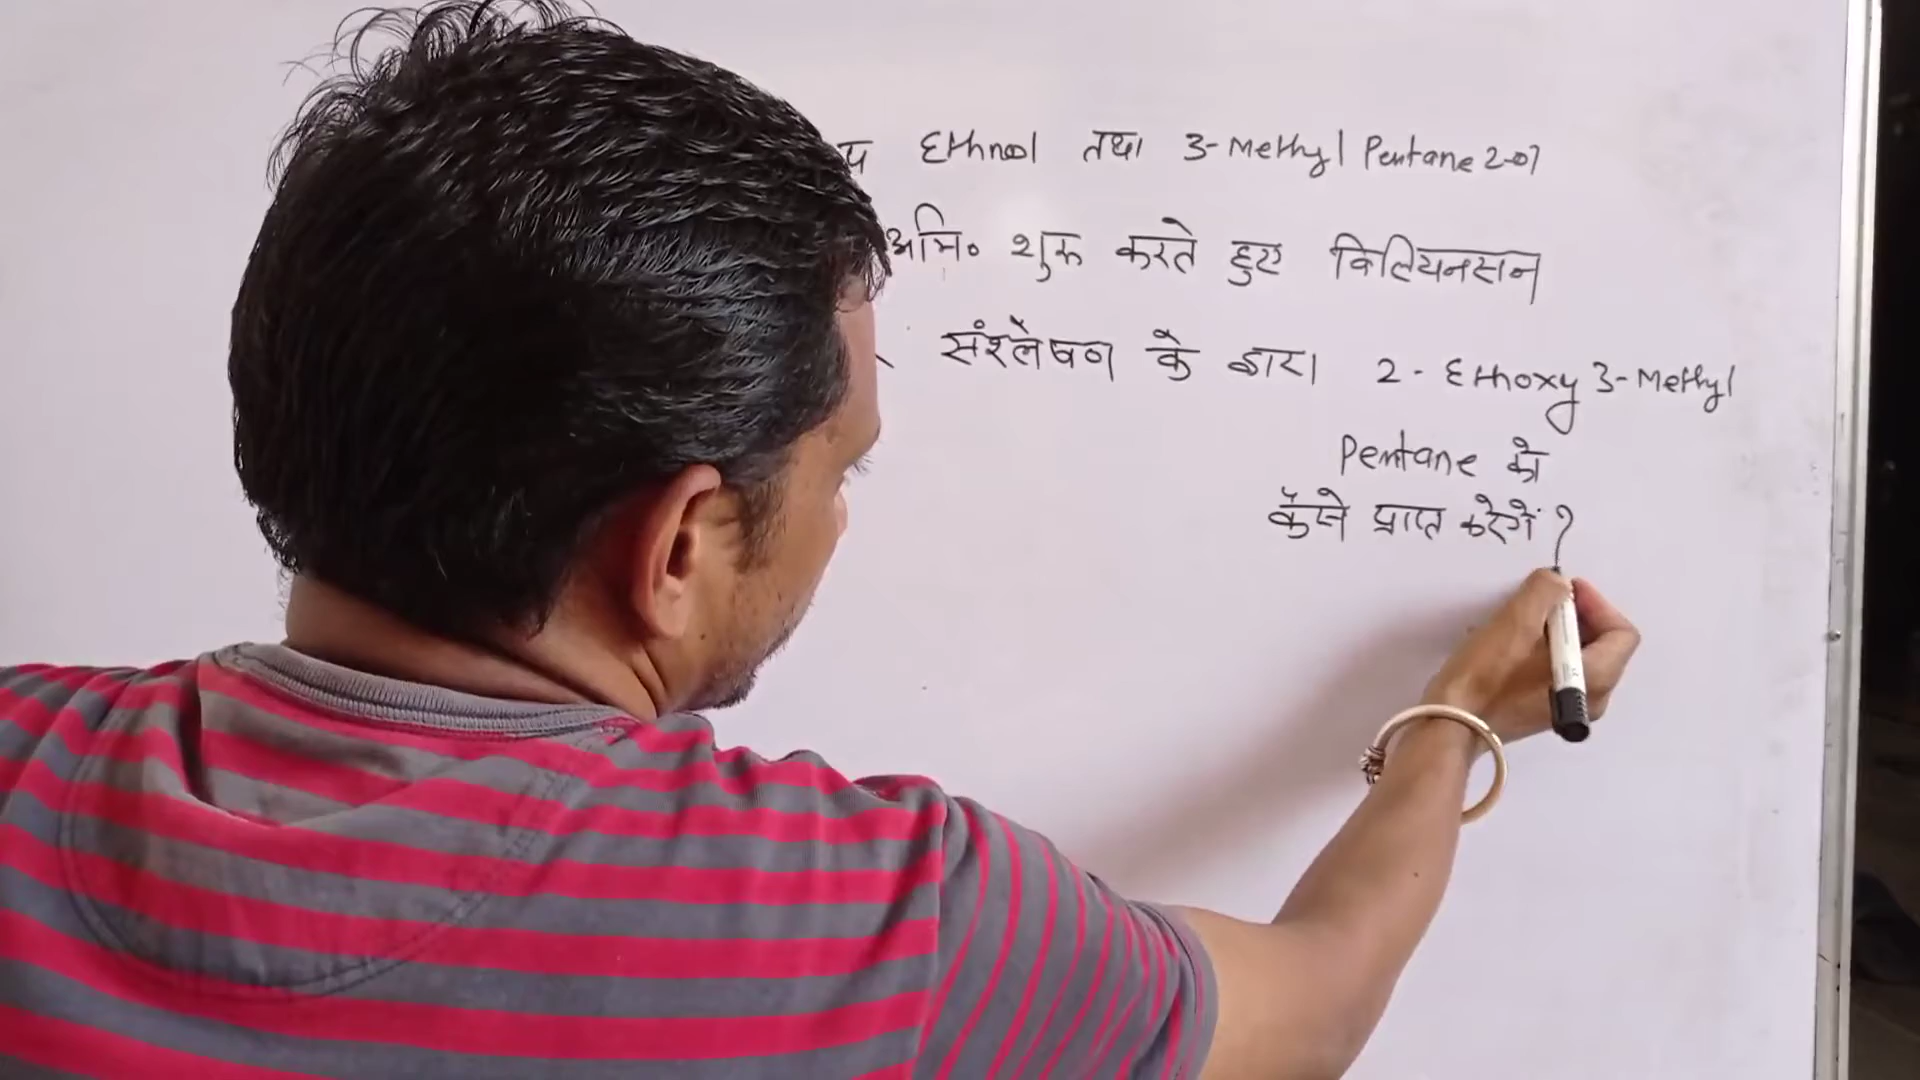 प Ethnol तथा 3-Methyl Pentane 2-ol
अभि० शुरू करते हुए विलियमसन
संश्लेषण के द्वारा 2 - Ethoxy 3-Methyl
Pentane को
कैसे प्राप्त करेगें ?